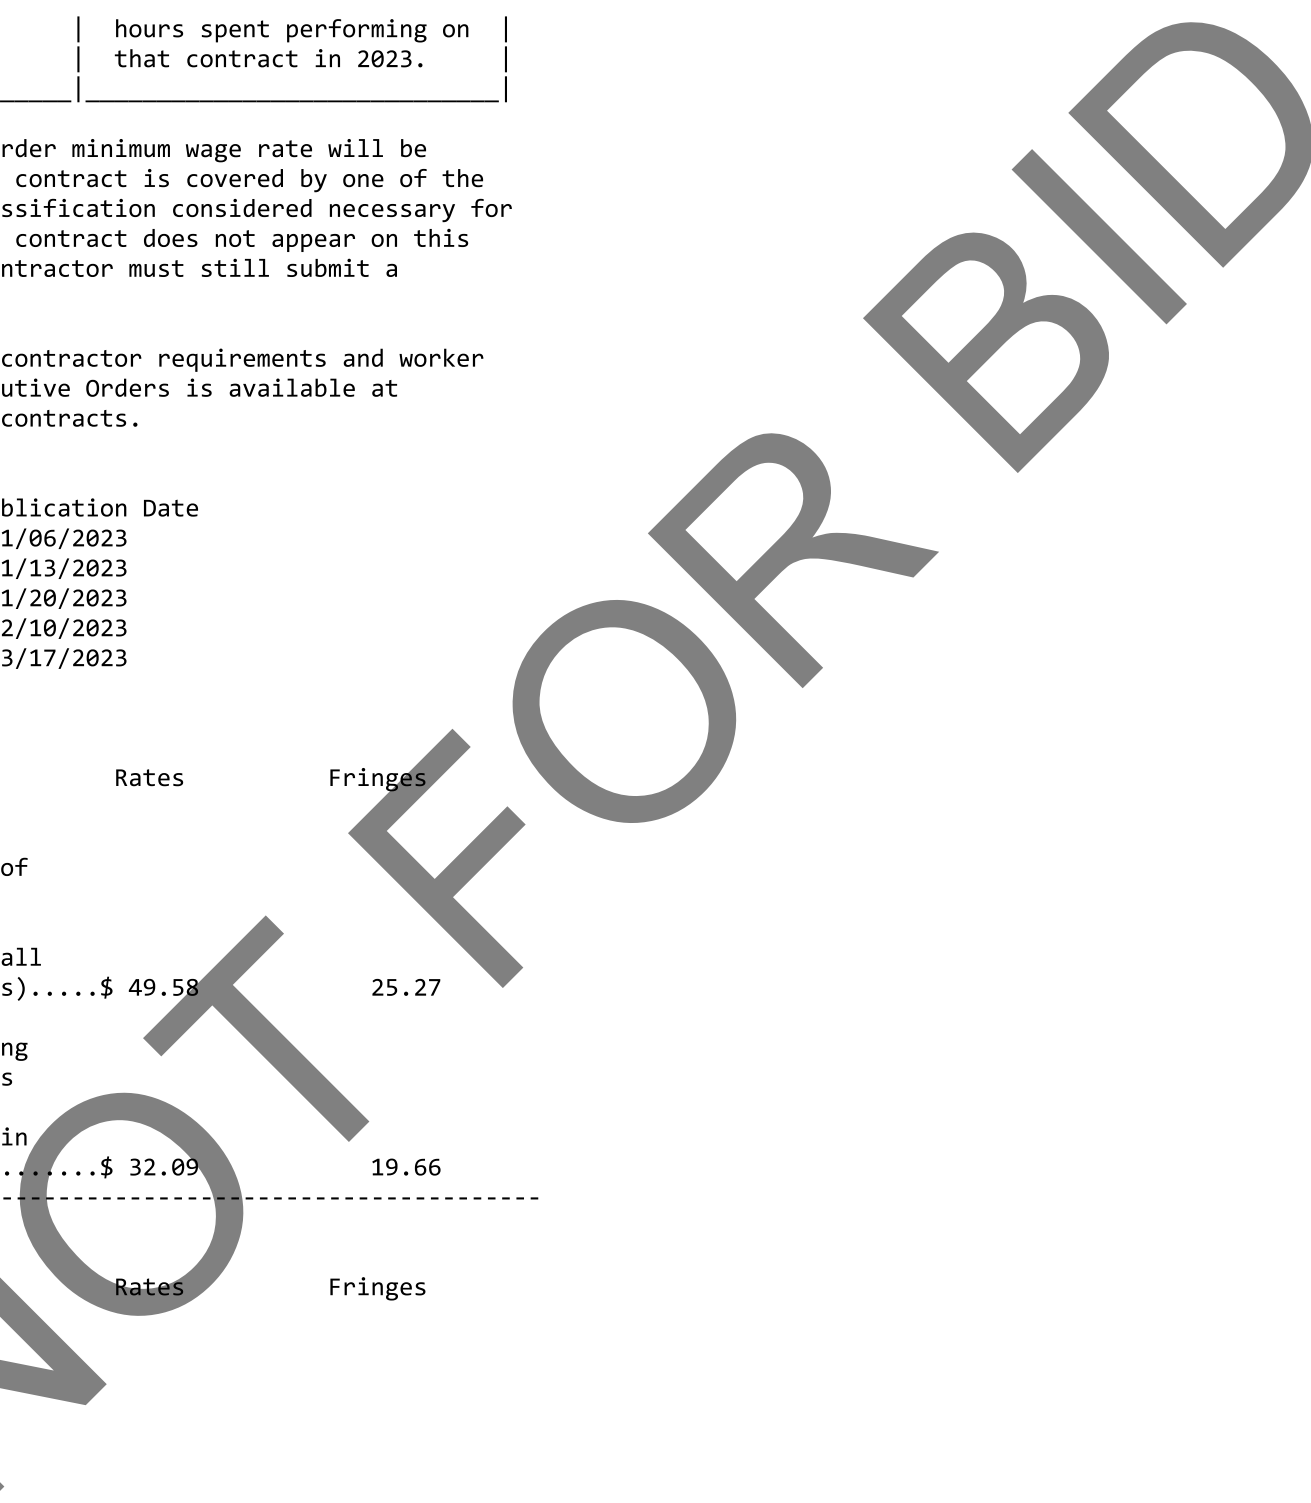 | hours spent performing on |
| that contract in 2023. |
_____|_____________________________|
rder minimum wage rate will be
contract is covered by one of the
ssification considered necessary for
contract does not appear on this
ntractor must still submit a
contractor requirements and worker
utive Orders is available at
contracts.
blication Date
1/06/2023
1/13/2023
1/20/2023
2/10/2023
3/17/2023
Rates Fringes
of
all
s).....$ 49.58 25.27
ng
s
in
.......$ 32.09 19.66
--------------------------------------
Rates Fringes
NOT FOR BID